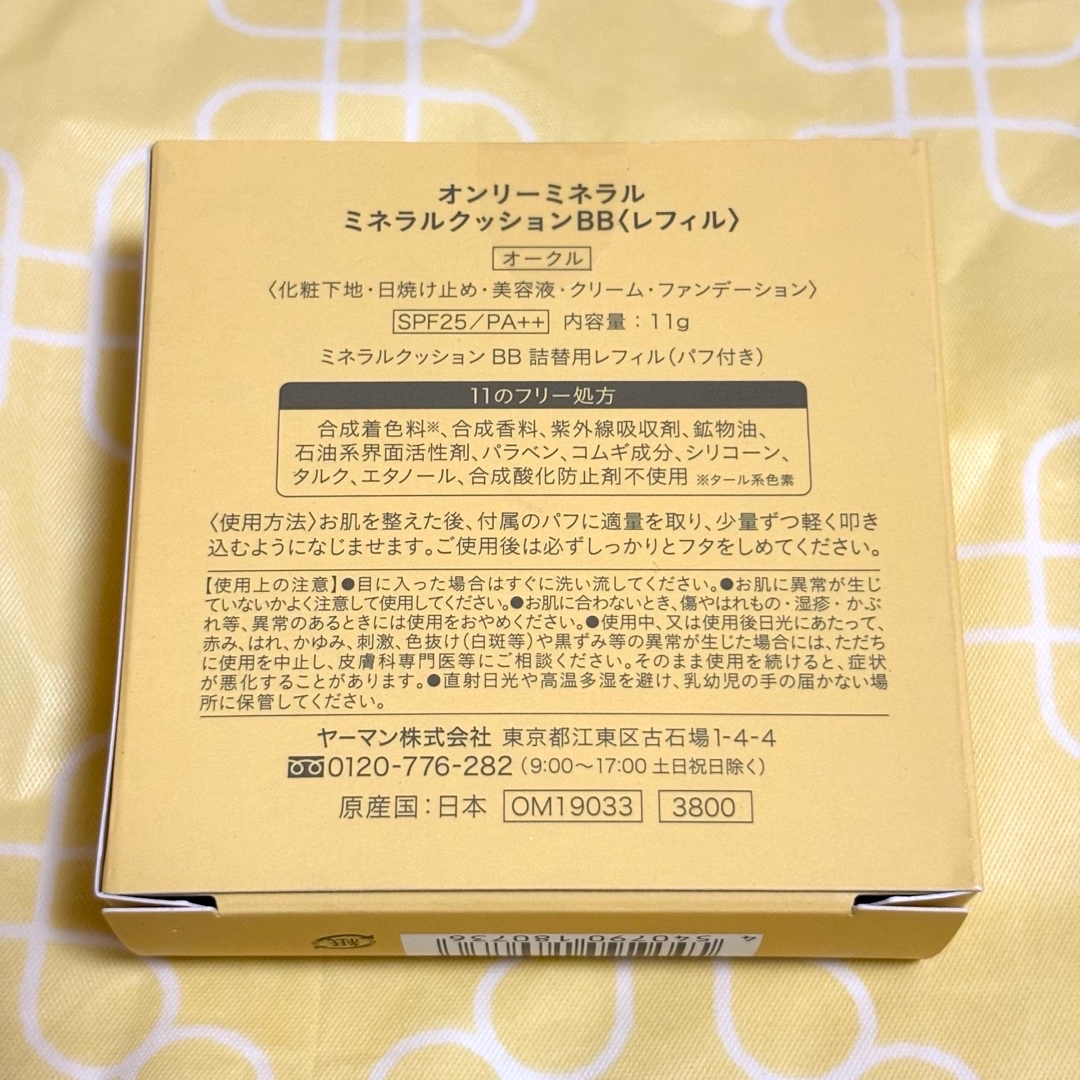 オンリーミネラル
ミネラルクッションBB〈レフィル〉
オークル
〈化粧下地・日焼け止め・美容液・クリーム・ファンデーション〉
SPF25／PA++ 内容量：11g
ミネラルクッション BB 詰替用レフィル（パフ付き）
11のフリー処方
合成着色料※、合成香料、紫外線吸収剤、鉱物油、
石油系界面活性剤、パラベン、コムギ成分、シリコーン、
タルク、エタノール、合成酸化防止剤不使用 ※タール系色素
〈使用方法〉お肌を整えた後、付属のパフに適量を取り、少量ずつ軽く叩き
込むようになじませます。ご使用後は必ずしっかりとフタをしめてください。
【使用上の注意】●目に入った場合はすぐに洗い流してください。●お肌に異常が生じ
ていないかよく注意して使用してください。●お肌に合わないとき、傷やはれもの・湿疹・かぶ
れ等、異常のあるときには使用をおやめください。●使用中、又は使用後日光にあたって、
赤み、はれ、かゆみ、刺激、色抜け（白斑等）や黒ずみ等の異常が生じた場合には、ただち
に使用を中止し、皮膚科専門医等にご相談ください。そのまま使用を続けると、症状
が悪化することがあります。●直射日光や高温多湿を避け、乳幼児の手の届かない場
所に保管してください。
ヤーマン株式会社 東京都江東区古石場1-4-4
0120-776-282（9:00〜17:00 土日祝日除く）
原産国：日本 OM19033 3800
4 540790 180736